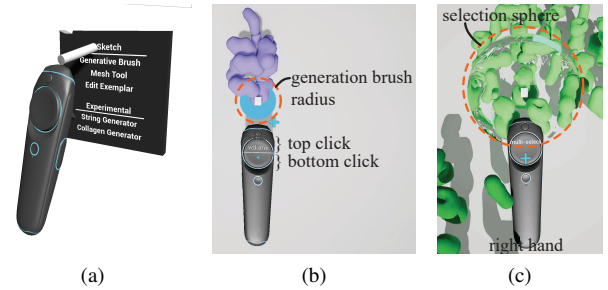 Sketch
Generative Brush
Mesh Tool
Edit Exemplar
Experimental
String Generator
Collagen Generator
(a)
generation brush
radius
Volume
top click
bottom click
(b)
selection sphere
multi-select
right hand
(c)